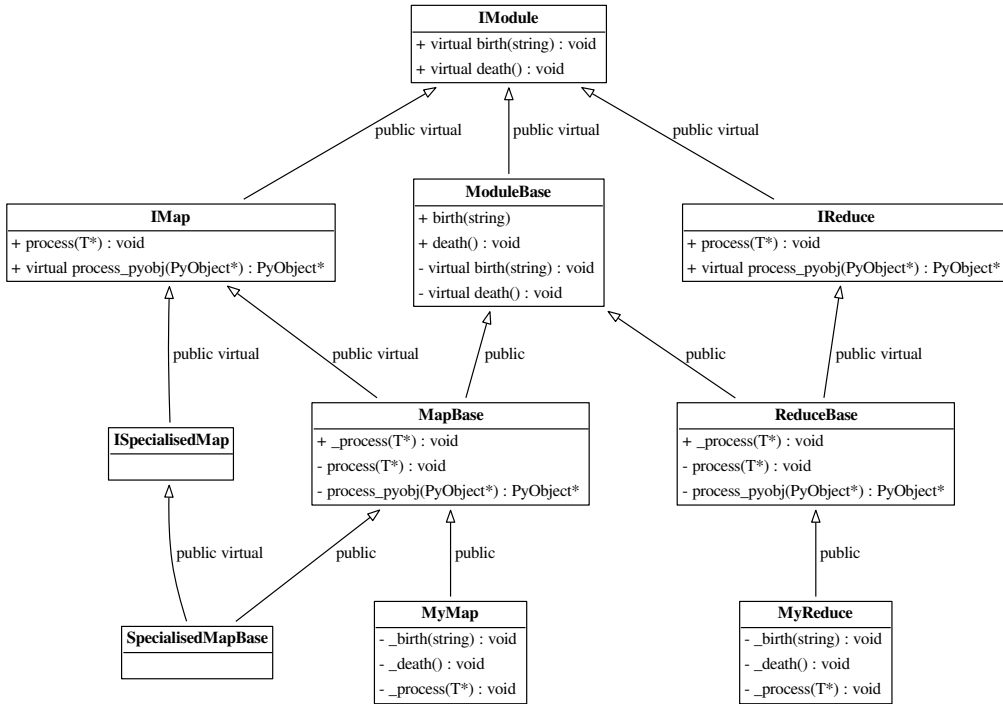 IModule
+ virtual birth(string) : void
+ virtual death() : void
public virtual
public virtual
public virtual
IMap
+ process(T*) : void
+ virtual process_pyobj(PyObject*) : PyObject*
ModuleBase
+ birth(string)
+ death() : void
- virtual birth(string) : void
- virtual death() : void
IReduce
+ process(T*) : void
+ virtual process_pyobj(PyObject*) : PyObject*
public virtual
public virtual
public
public
public virtual
ISpecialisedMap
MapBase
+ _process(T*) : void
- process(T*) : void
- process_pyobj(PyObject*) : PyObject*
ReduceBase
+ _process(T*) : void
- process(T*) : void
- process_pyobj(PyObject*) : PyObject*
public virtual
public
public
public
SpecialisedMapBase
MyMap
- _birth(string) : void
- _death() : void
- _process(T*) : void
MyReduce
- _birth(string) : void
- _death() : void
- _process(T*) : void